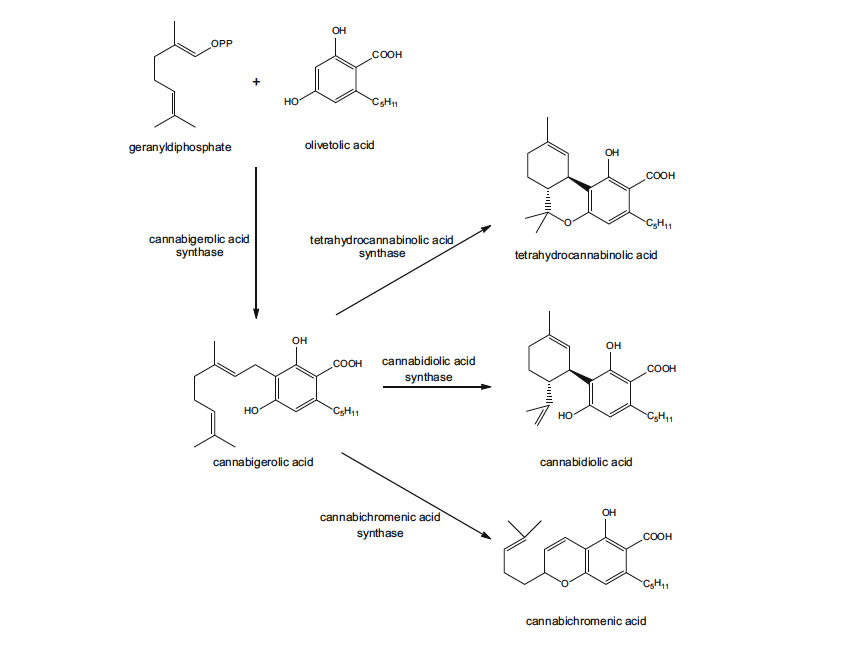 OPP
OH
COOH
+
HO
C5H11
geranyldiphosphate
olivetolic acid
OH
COOH
O
C5H11
tetrahydrocannabinolic acid
cannabigerolic acid
synthase
tetrahydrocannabinolic acid
synthase
OH
COOH
HO
C5H11
cannabigerolic acid
cannabidiolic acid
synthase
OH
COOH
HO
C5H11
cannabidiolic acid
cannabichromenic acid
synthase
OH
COOH
O
C5H11
cannabichromenic acid